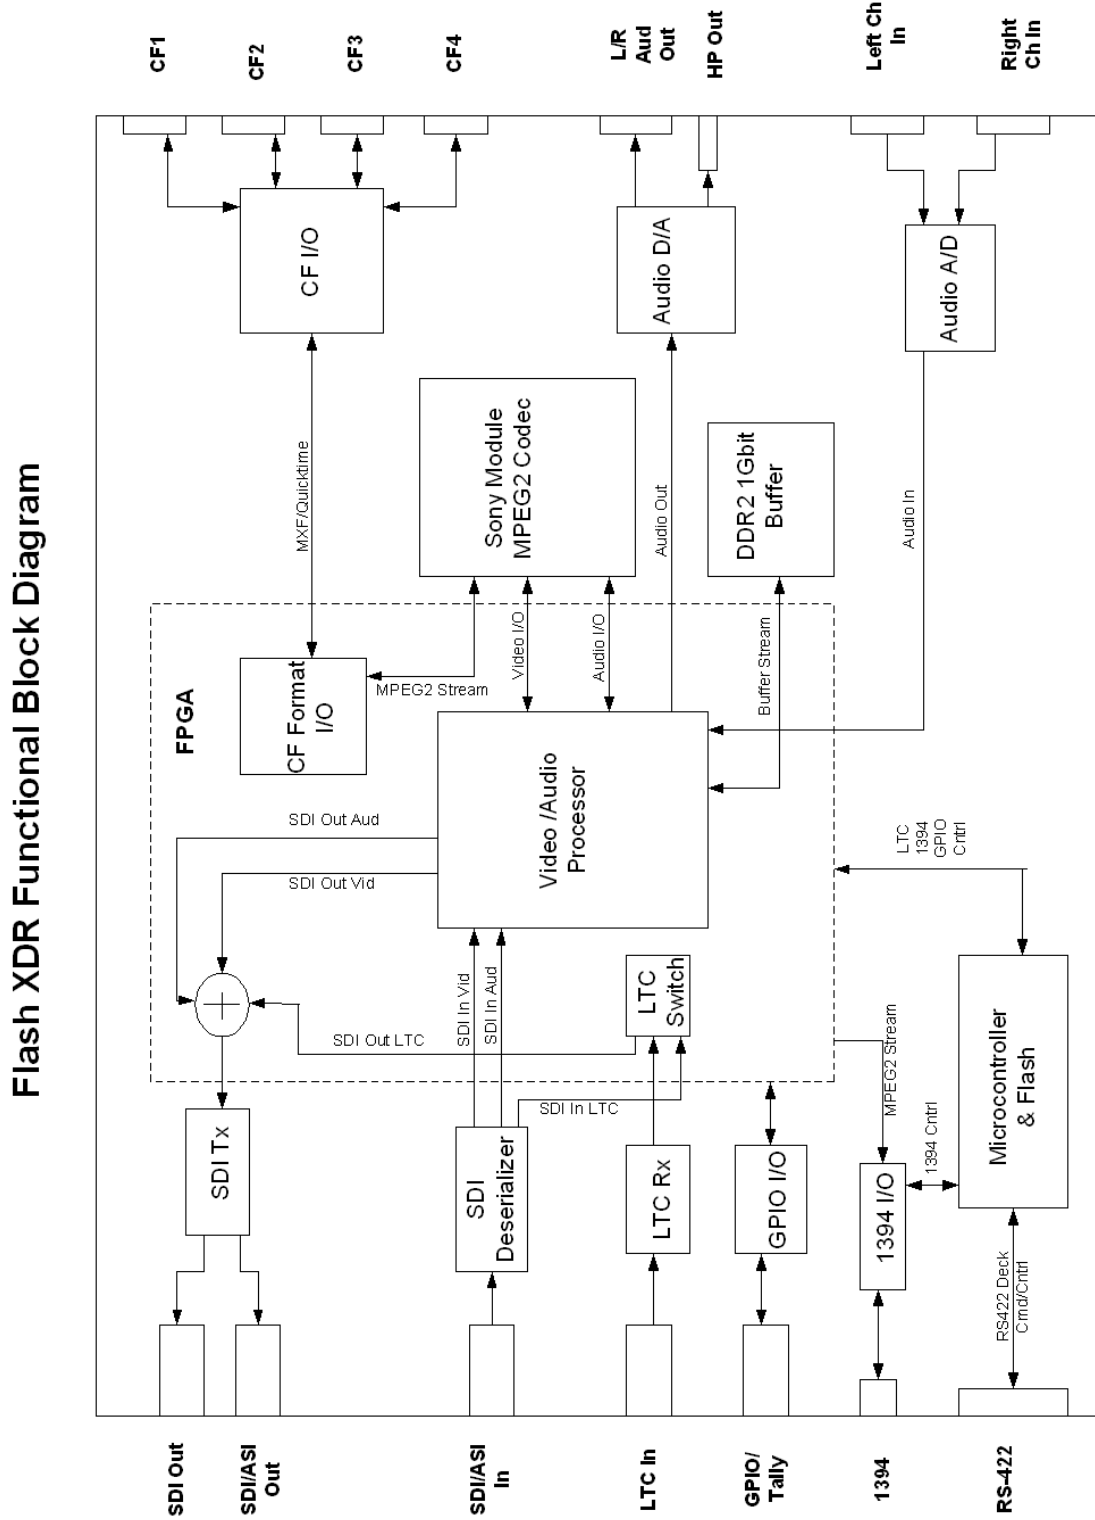 Flash XDR Functional Block Diagram
SDI Out
SDI/ASI
Out
SDI/ASI
In
LTC In
GPIO/
Tally
1394
RS-422
SDI Tx
SDI
Deserializer
LTC Rx
GPIO I/O
1394 I/O
RS422 Deck
Cmd/Cntrl
1394 Cntrl
MPEG2 Stream
Microcontroller
& Flash
LTC
1394
GPIO
Cntrl
FPGA
SDI Out Aud
SDI Out Vid
SDI Out LTC
SDI In Vid
SDI In Aud
SDI In LTC
LTC
Switch
Video /Audio
Processor
CF Format
I/O
MPEG2 Stream
Video I/O
Audio I/O
Buffer Stream
MXF/Quicktime
Sony Module
MPEG2 Codec
Audio Out
DDR2 1Gbit
Buffer
Audio In
CF I/O
Audio D/A
Audio A/D
CF1
CF2
CF3
CF4
L/R
Aud
Out
HP Out
Left Ch
In
Right
Ch In